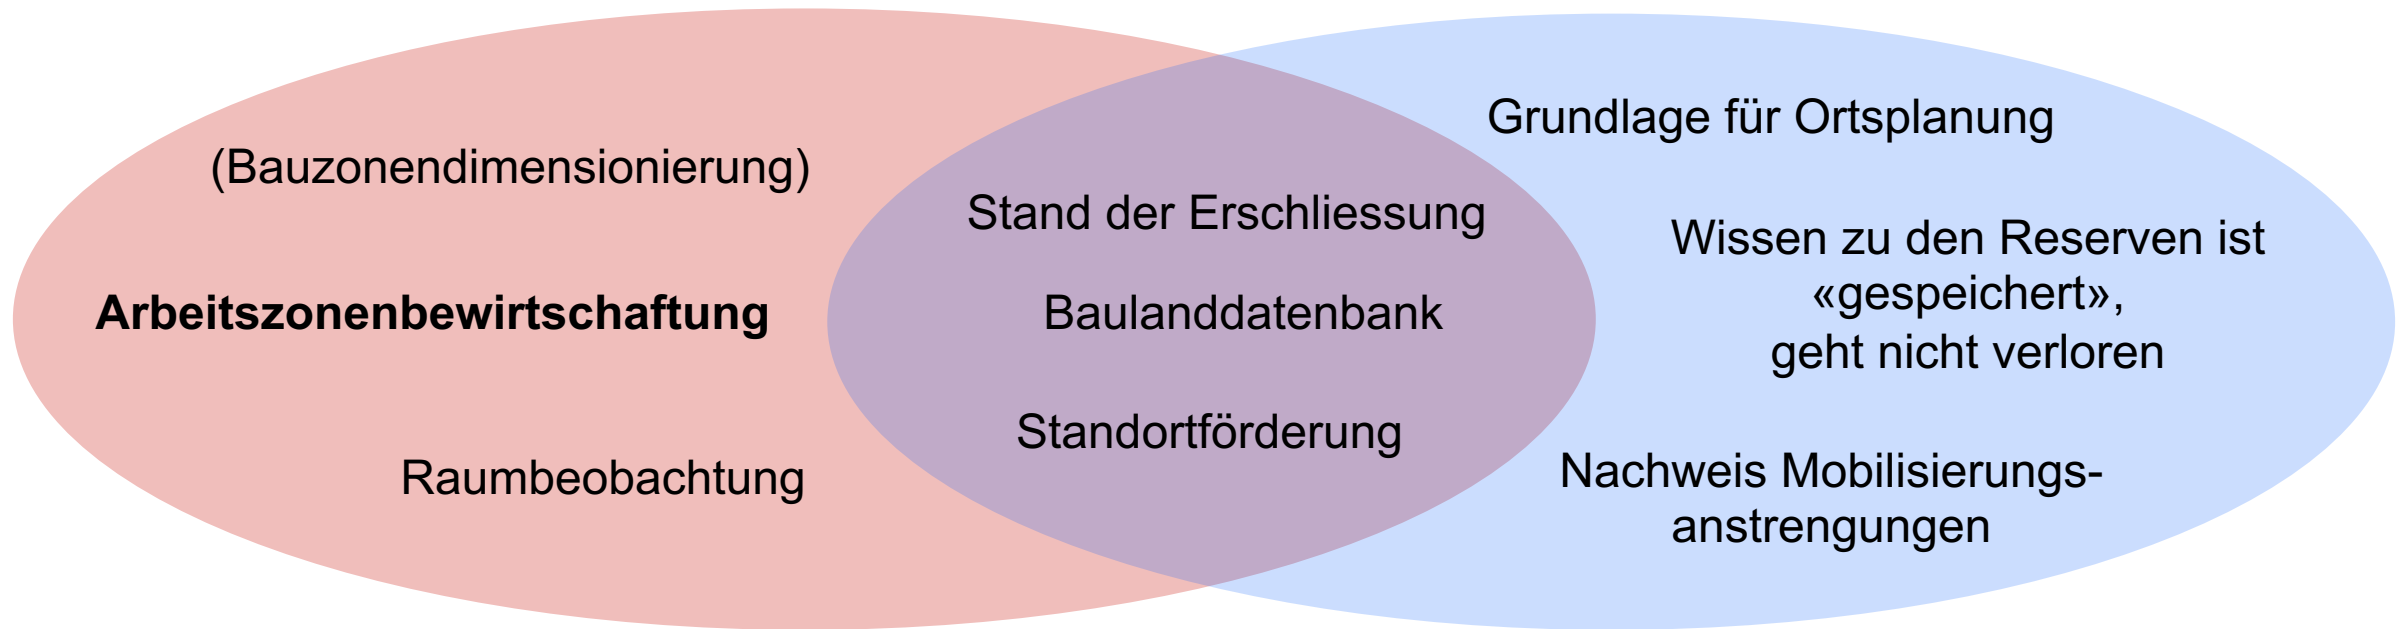 (Bauzonendimensionierung)
Arbeitszonenbewirtschaftung
Raumbeobachtung
Stand der Erschliessung
Baulanddatenbank
Standortförderung
Grundlage für Ortsplanung
Wissen zu den Reserven ist
«gespeichert»,
geht nicht verloren
Nachweis Mobilisierungs-
anstrengungen